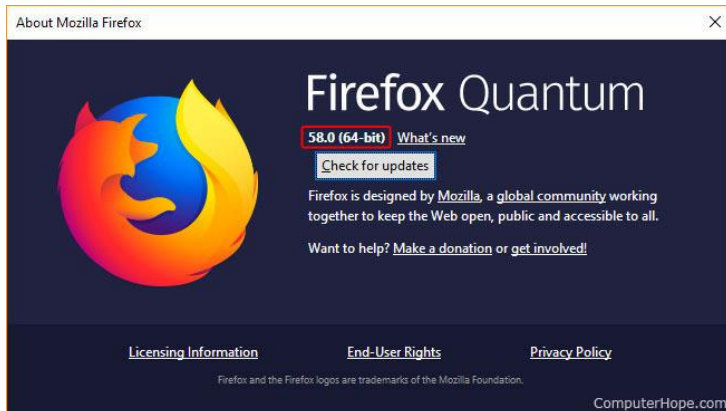 About Mozilla Firefox
Firefox Quantum
58.0 (64-bit) What's new
Check for updates
Firefox is designed by Mozilla, a global community working
together to keep the Web open, public and accessible to all.
Want to help? Make a donation or get involved!
Licensing Information End-User Rights Privacy Policy
Firefox and the Firefox logos are trademarks of the Mozilla Foundation.
ComputerHope.com